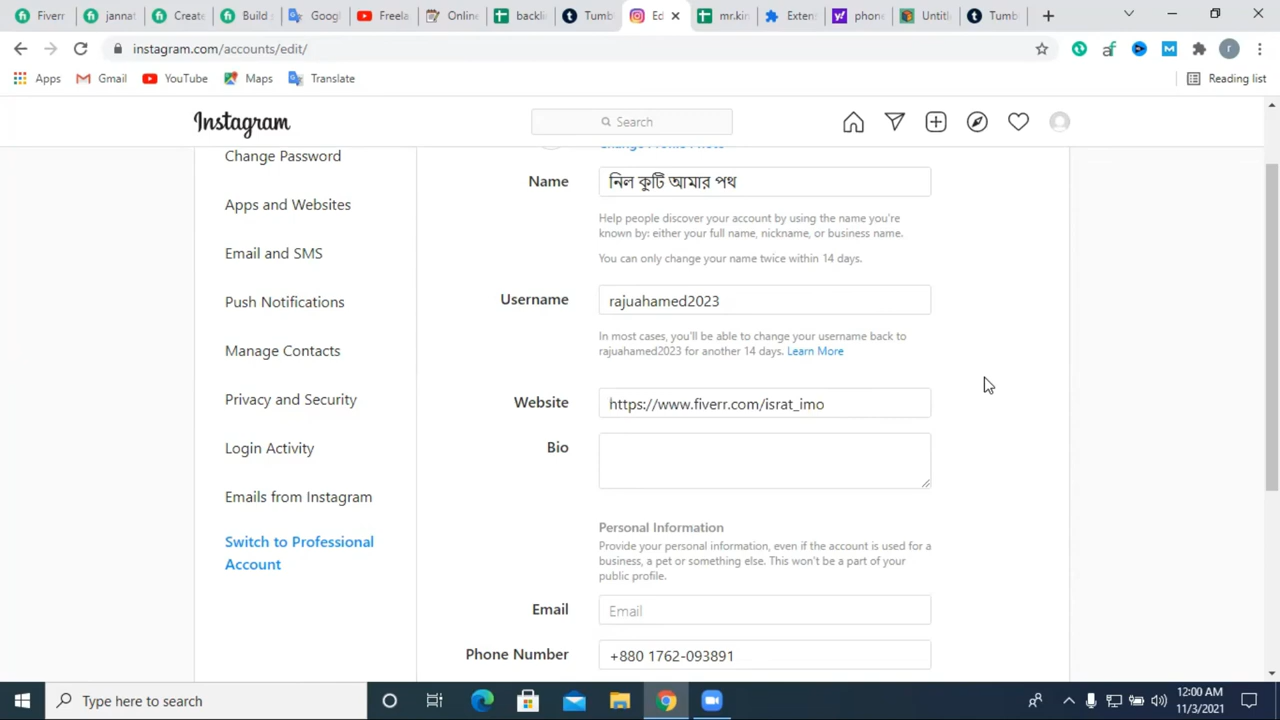 Fiverr
jannat
Create
Build s
Googl
Freela
Online
backli
Tumb
Ed
mr.kin
Exten
phone
Untitl
Tumb
instagram.com/accounts/edit/
r
Apps
Gmail
YouTube
Maps
Translate
Reading list
Instagram
Search
Change Password
Apps and Websites
Email and SMS
Push Notifications
Manage Contacts
Privacy and Security
Login Activity
Emails from Instagram
Switch to Professional
Account
Change Profile Photo
Name
নিল কুটি আমার পথ
Help people discover your account by using the name you're
known by: either your full name, nickname, or business name.
You can only change your name twice within 14 days.
Username
rajuahamed2023
In most cases, you'll be able to change your username back to
rajuahamed2023 for another 14 days. Learn More
Website
https://www.fiverr.com/israt_imo
Bio
Personal Information
Provide your personal information, even if the account is used for a
business, a pet or something else. This won't be a part of your
public profile.
Email
Email
Phone Number
+880 1762-093891
Type here to search
12:00 AM
11/3/2021